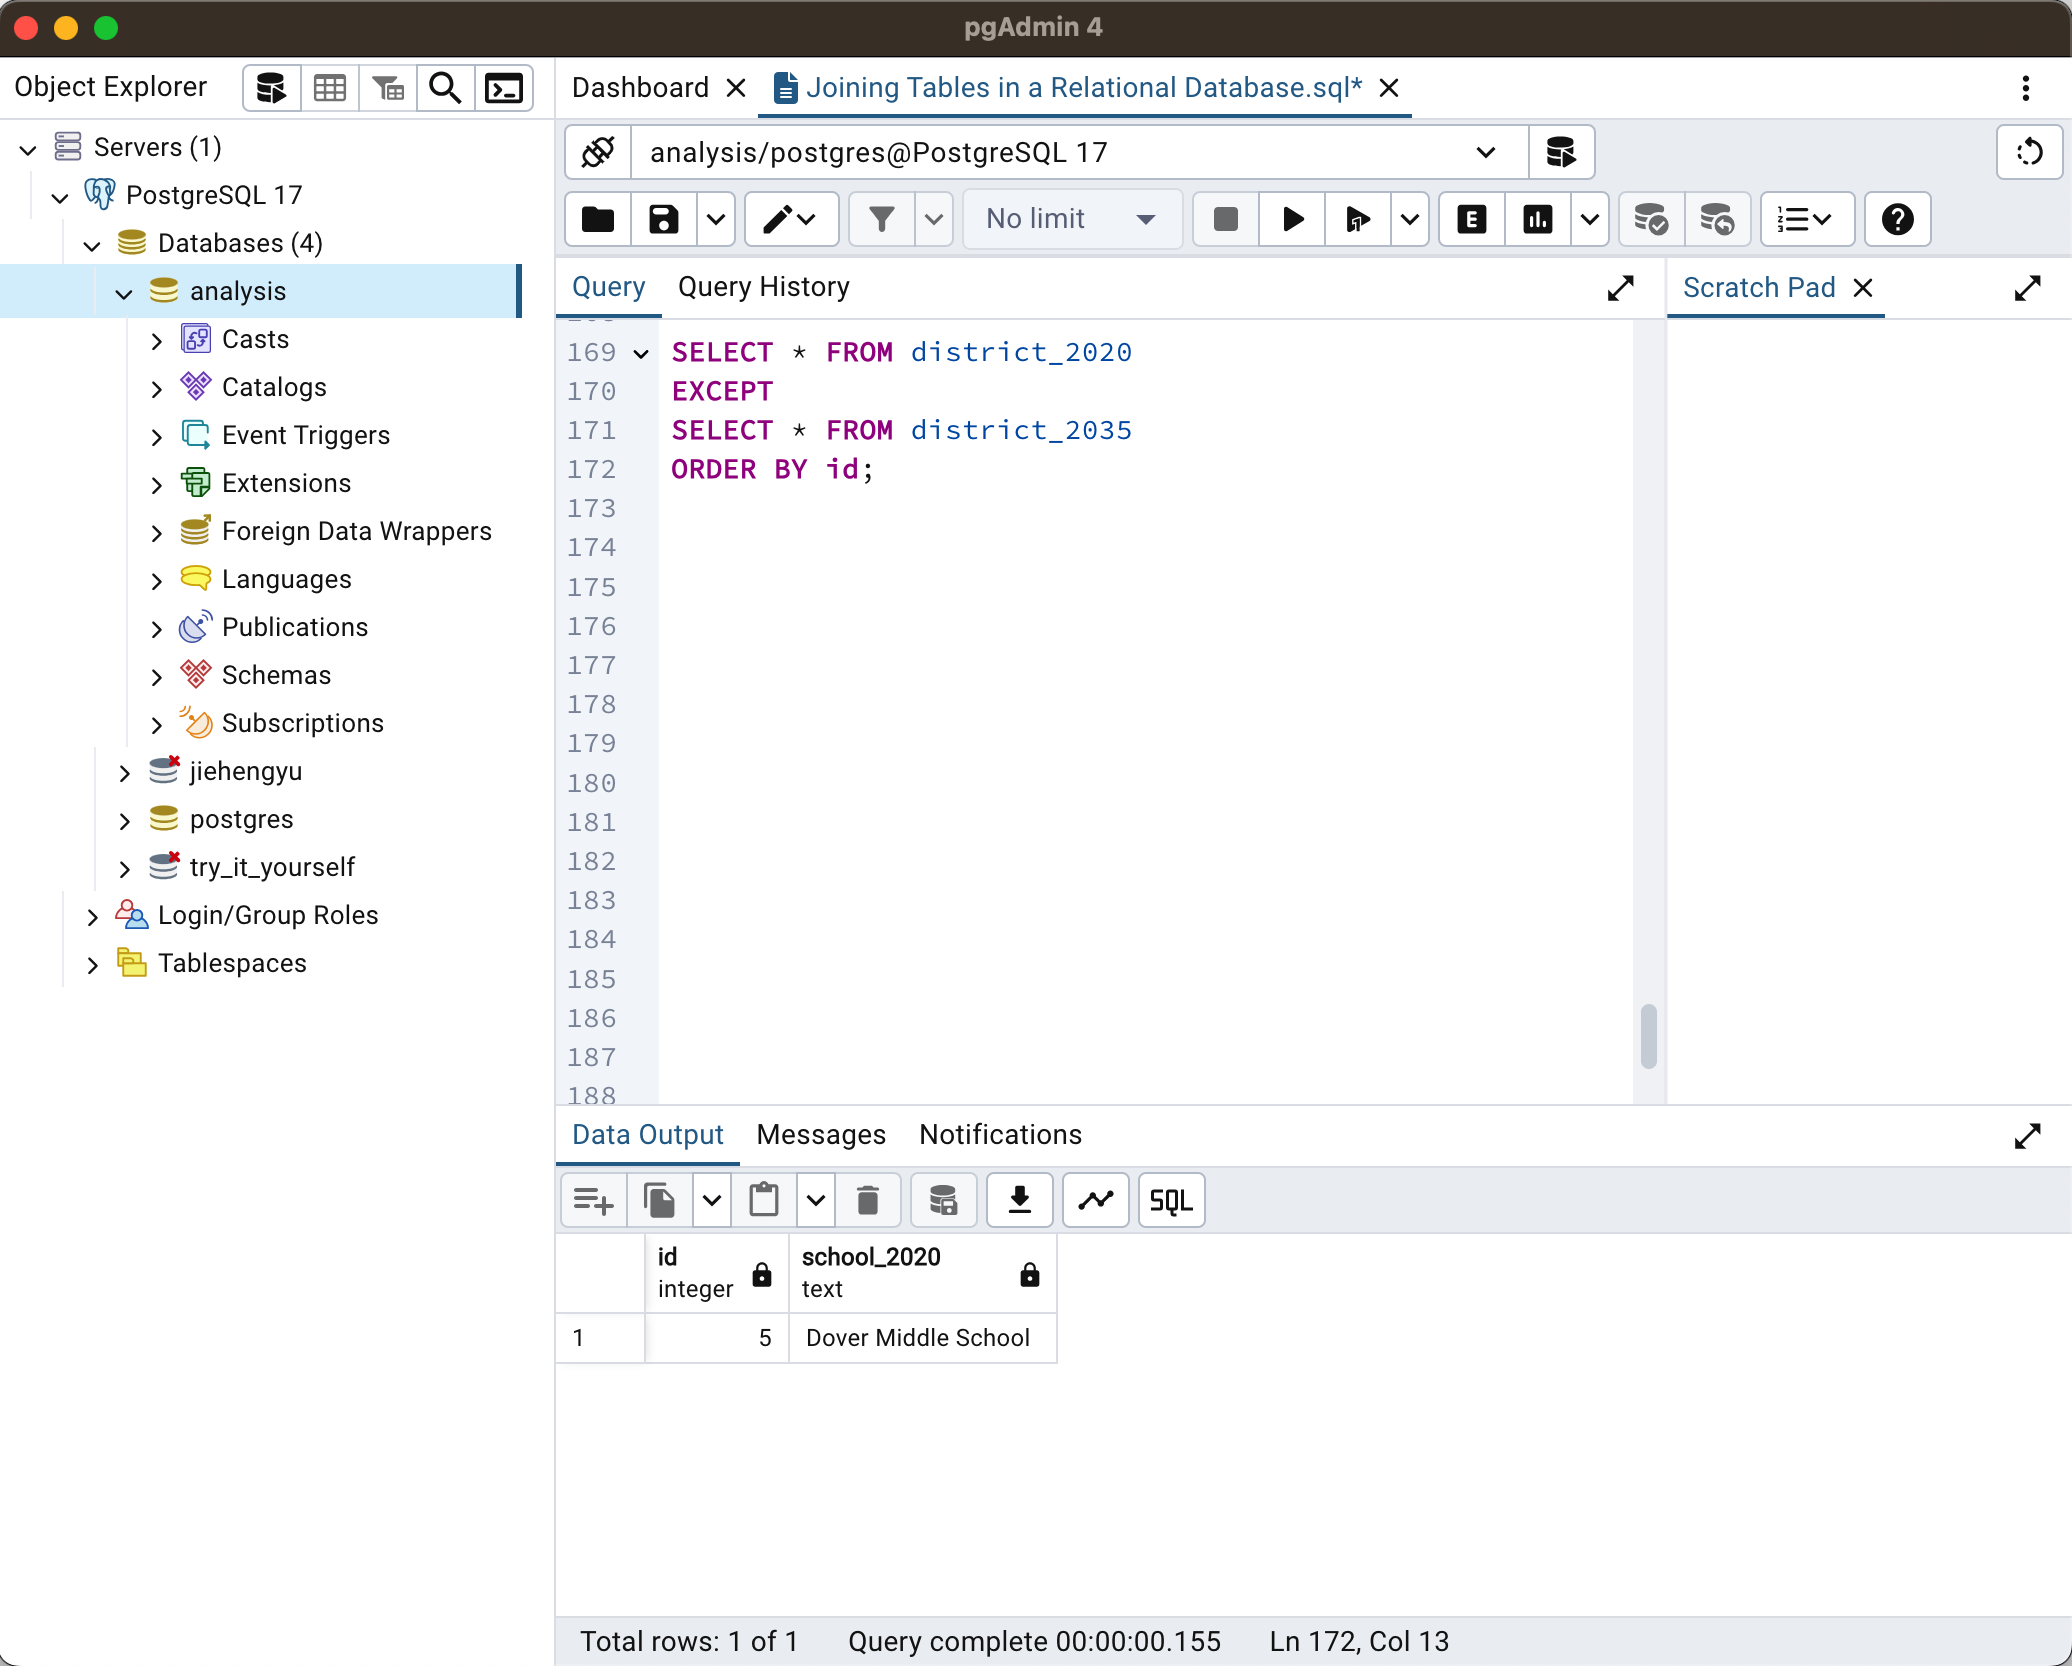 pgAdmin 4
Object Explorer
Servers (1)
PostgreSQL 17
Databases (4)
analysis
Casts
Catalogs
Event Triggers
Extensions
Foreign Data Wrappers
Languages
Publications
Schemas
Subscriptions
jiehengyu
postgres
try_it_yourself
Login/Group Roles
Tablespaces
Dashboard
Joining Tables in a Relational Database.sql*
analysis/postgres@PostgreSQL 17
No limit
E
Query
Query History
Scratch Pad
169 SELECT * FROM district_2020
170 EXCEPT
171 SELECT * FROM district_2035
172 ORDER BY id;
173
174
175
176
177
178
179
180
181
182
183
184
185
186
187
188
Data Output
Messages
Notifications
SQL
id
integer
school_2020
text
1 5 Dover Middle School
Total rows: 1 of 1
Query complete 00:00:00.155
Ln 172, Col 13